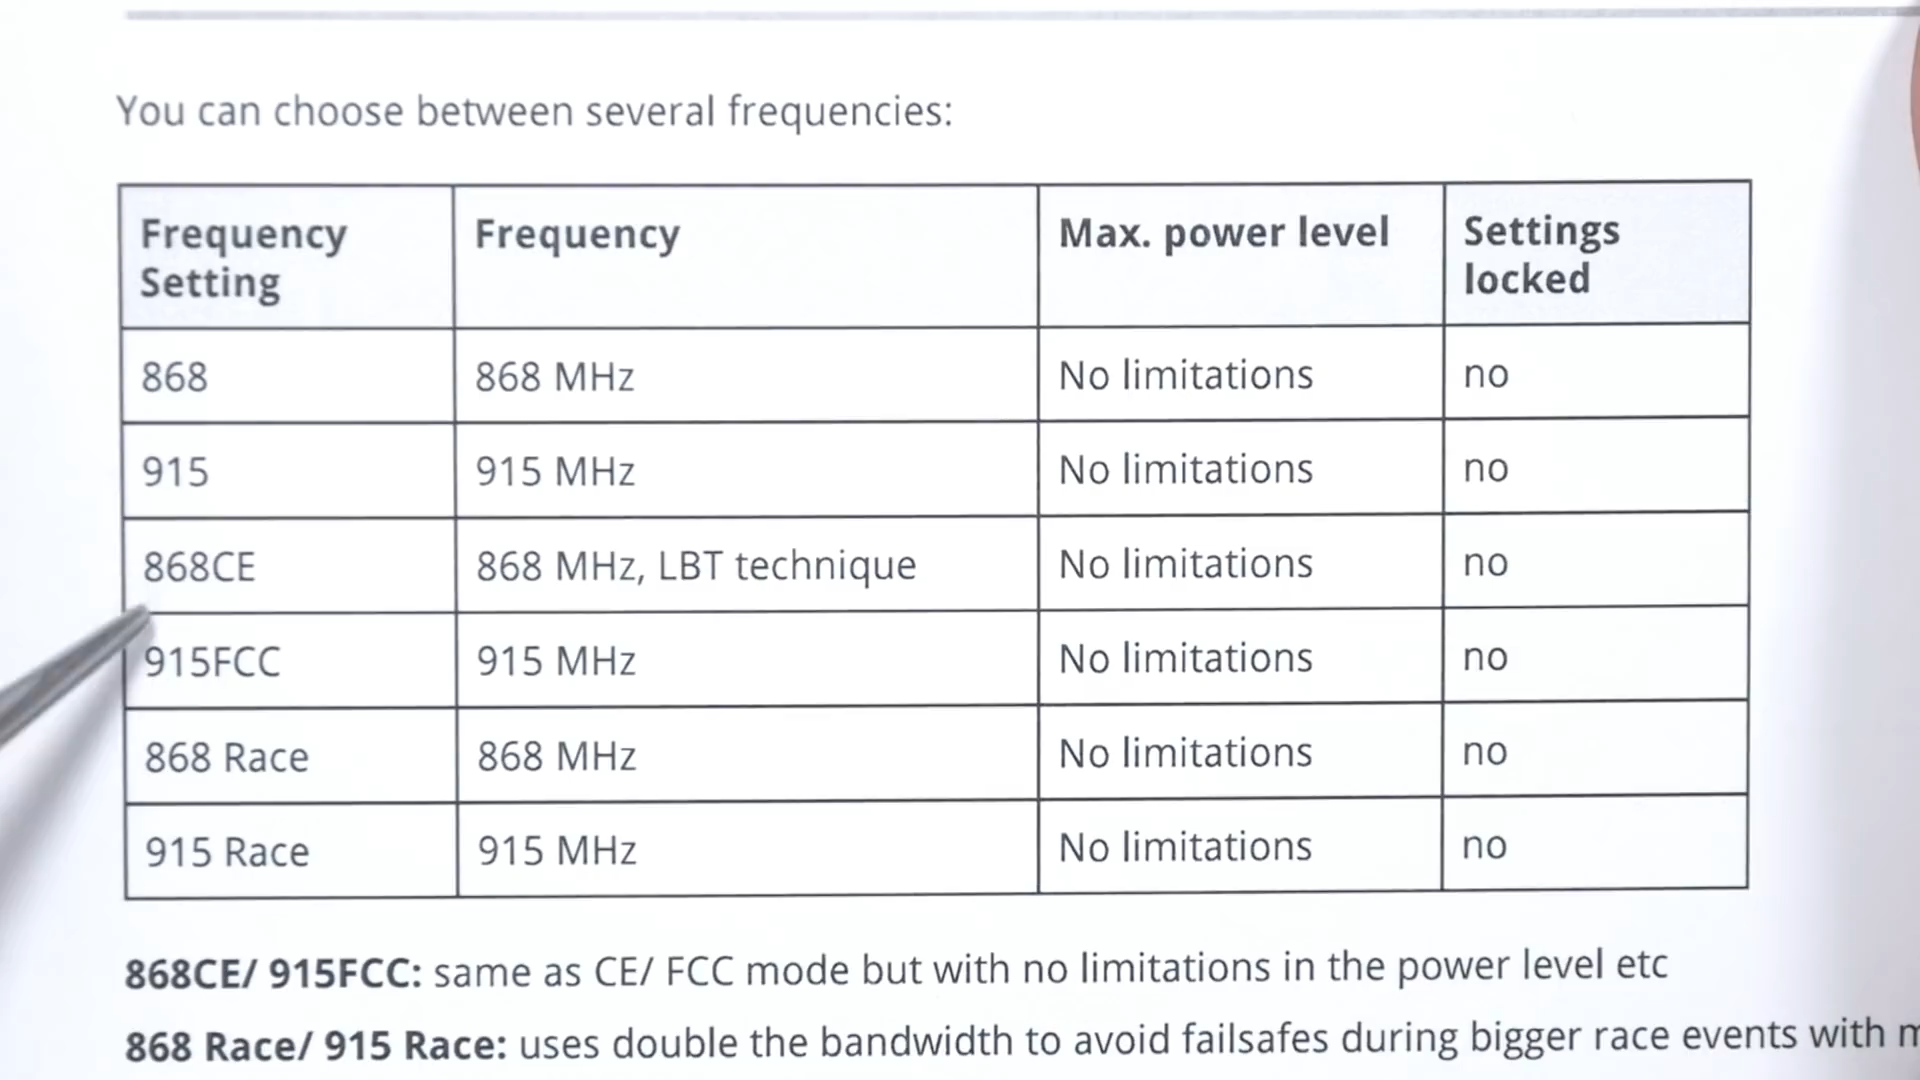 You can choose between several frequencies:
Frequency Setting | Frequency | Max. power level | Settings locked
868 | 868 MHz | No limitations | no
915 | 915 MHz | No limitations | no
868CE | 868 MHz, LBT technique | No limitations | no
915FCC | 915 MHz | No limitations | no
868 Race | 868 MHz | No limitations | no
915 Race | 915 MHz | No limitations | no
868CE/ 915FCC: same as CE/ FCC mode but with no limitations in the power level etc
868 Race/ 915 Race: uses double the bandwidth to avoid failsafes during bigger race events with